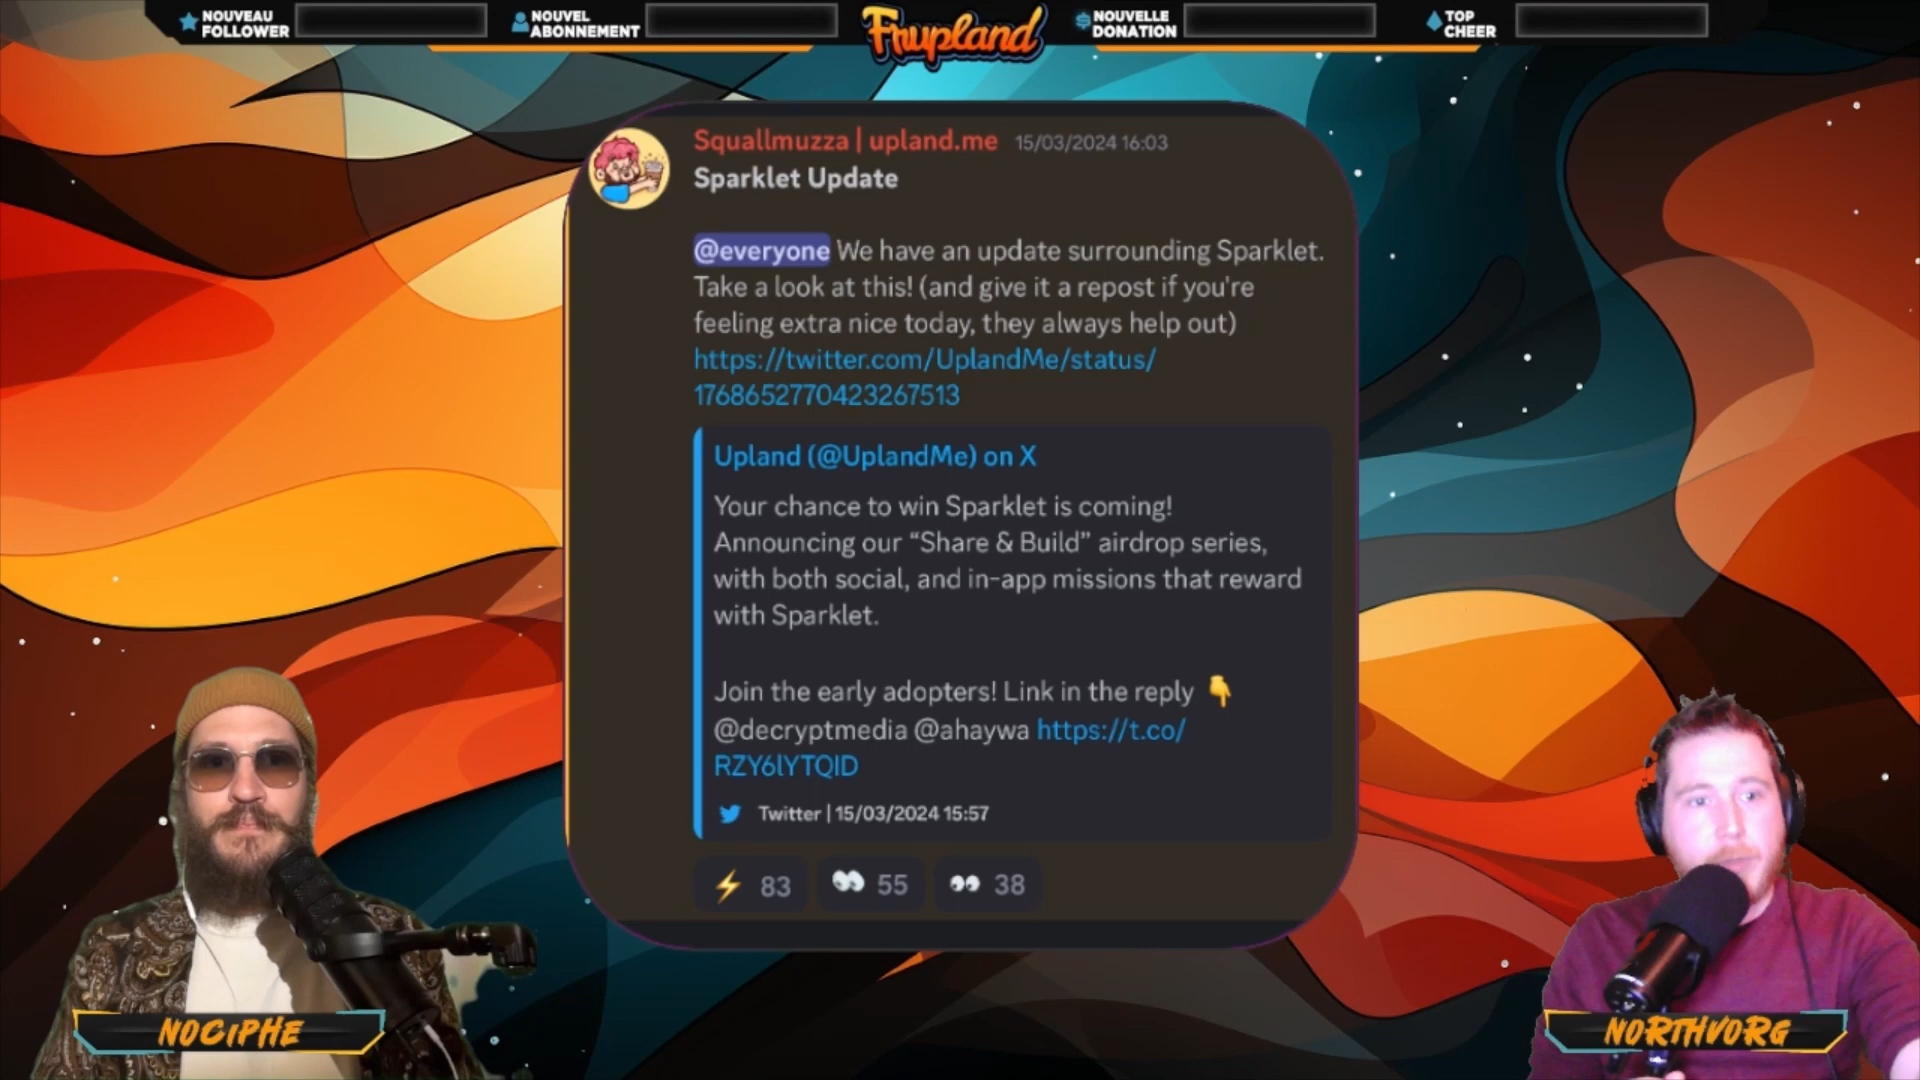 NOUVEAU FOLLOWER
NOUVEL ABONNEMENT
Frupland
NOUVELLE DONATION
TOP CHEER
Squallmuzza | upland.me 15/03/2024 16:03
Sparklet Update
@everyone We have an update surrounding Sparklet.
Take a look at this! (and give it a repost if you're
feeling extra nice today, they always help out)
https://twitter.com/UplandMe/status/
1768652770423267513
Upland (@UplandMe) on X
Your chance to win Sparklet is coming!
Announcing our “Share & Build” airdrop series,
with both social, and in-app missions that reward
with Sparklet.
Join the early adopters! Link in the reply 👇
@decryptmedia @ahaywa https://t.co/
RZY6lYTQID
Twitter | 15/03/2024 15:57
⚡ 83 👀 55 👀 38
NOCiPHE
NORTHVORG